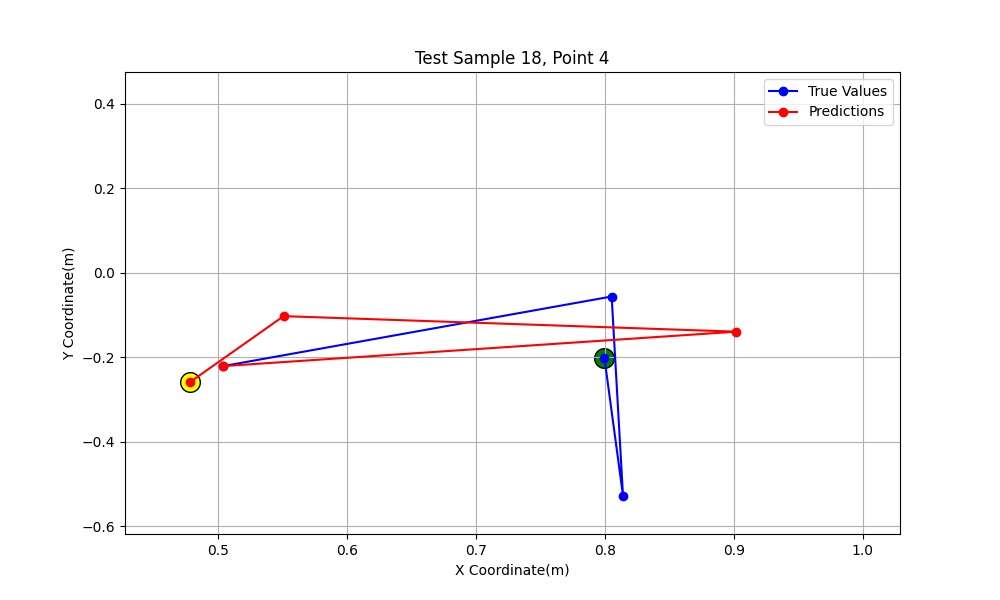 Test Sample 18, Point 4
True Values
Predictions
0.4
0.2
0.0
−0.2
−0.4
−0.6
Y Coordinate(m)
0.5 0.6 0.7 0.8 0.9 1.0
X Coordinate(m)